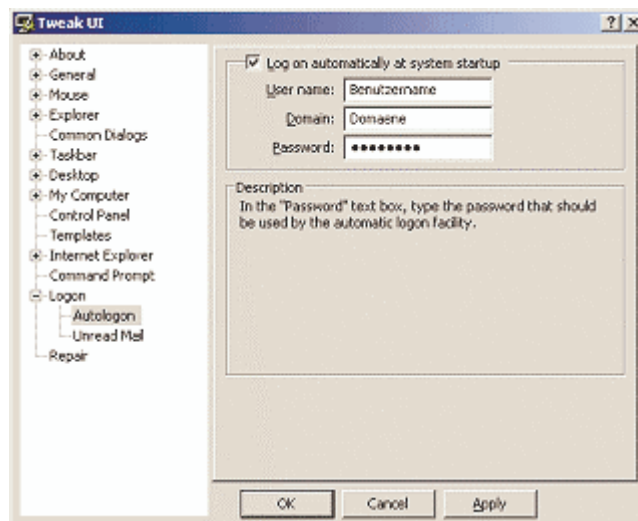 Tweak UI
About
General
Mouse
Explorer
Common Dialogs
Taskbar
Desktop
My Computer
Control Panel
Templates
Internet Explorer
Command Prompt
Logon
Autologon
Unread Mail
Repair
Log on automatically at system startup
User name: Benutzername
Domain: Domaene
Password: ●●●●●●●●
Description
In the "Password" text box, type the password that should
be used by the automatic logon facility.
OK Cancel Apply